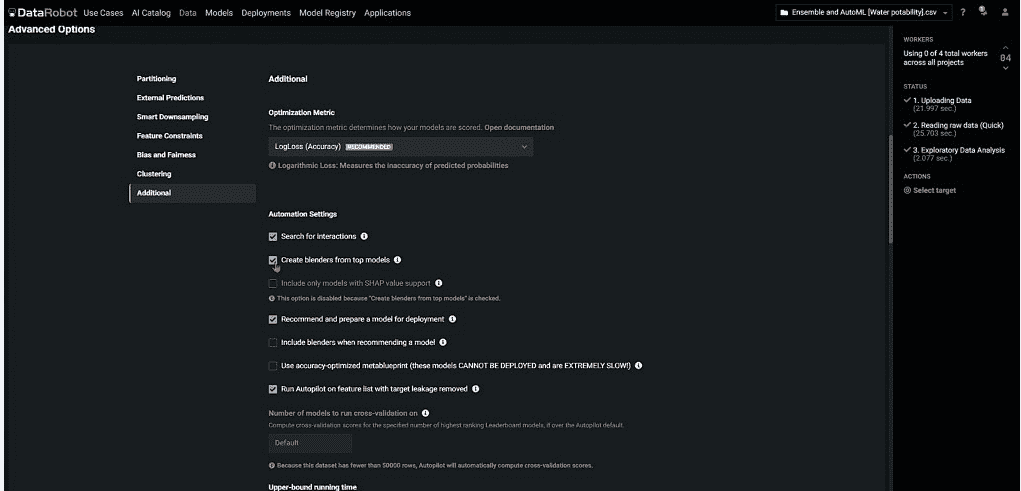 DataRobot Use Cases AI Catalog Data Models Deployments Model Registry Applications Ensemble and AutoML [Water potability].csv ?
Advanced Options
Partitioning
External Predictions
Smart Downsampling
Feature Constraints
Bias and Fairness
Clustering
Additional
Additional
Optimization Metric
The optimization metric determines how your models are scored. Open documentation
LogLoss (Accuracy) RECOMMENDED
Logarithmic Loss: Measures the inaccuracy of predicted probabilities
Automation Settings
Search for interactions
Create blenders from top models
Include only models with SHAP value support
This option is disabled because "Create blenders from top models" is checked.
Recommend and prepare a model for deployment
Include blenders when recommending a model
Use accuracy-optimized metablueprint (these models CANNOT BE DEPLOYED and are EXTREMELY SLOW!)
Run Autopilot on feature list with target leakage removed
Number of models to run cross-validation on
Compute cross-validation scores for the specified number of highest ranking Leaderboard models, if over the Autopilot default.
Default
Because this dataset has fewer than 50000 rows, Autopilot will automatically compute cross-validation scores.
Upper-bound running time
WORKERS
Using 0 of 4 total workers
across all projects
04
STATUS
1. Uploading Data
(21.997 sec.)
2. Reading raw data (Quick)
(25.703 sec.)
3. Exploratory Data Analysis
(2.077 sec.)
ACTIONS
Select target